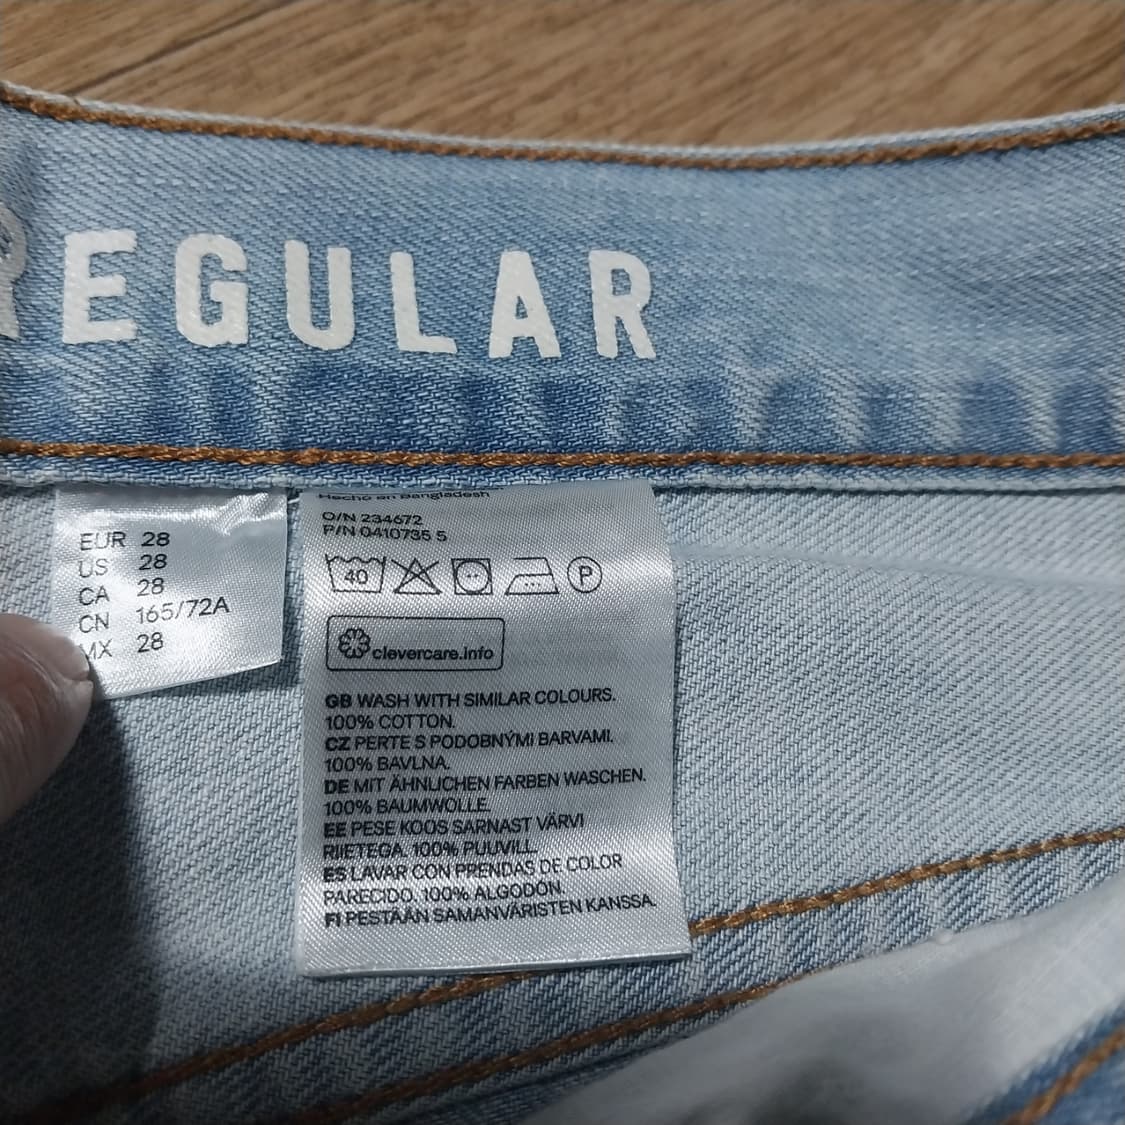 REGULAR
EUR 28
US 28
CA 28
CN 165/72A
MX 28
Hecho en Bangladesh
O/N 234672
P/N 0410735 5
40 P
clevercare.info
GB WASH WITH SIMILAR COLOURS.
100% COTTON.
CZ PERTE S PODOBNÝMI BARVAMI.
100% BAVLNA.
DE MIT ÄHNLICHEN FARBEN WASCHEN.
100% BAUMWOLLE.
EE PESE KOOS SARNAST VÄRVI
RIIETEGA. 100% PUUVILL.
ES LAVAR CON PRENDAS DE COLOR
PARECIDO. 100% ALGODÓN.
FI PESTÄÄN SAMANVÄRISTEN KANSSA.